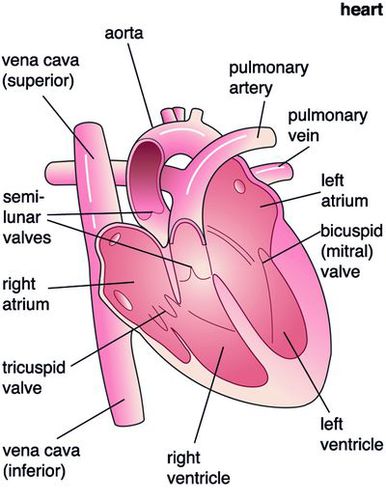 heart
aorta
vena cava
(superior)
pulmonary
artery
pulmonary
vein
semi-
lunar
valves
left
atrium
bicuspid
(mitral)
valve
right
atrium
tricuspid
valve
left
ventricle
vena cava
(inferior)
right
ventricle